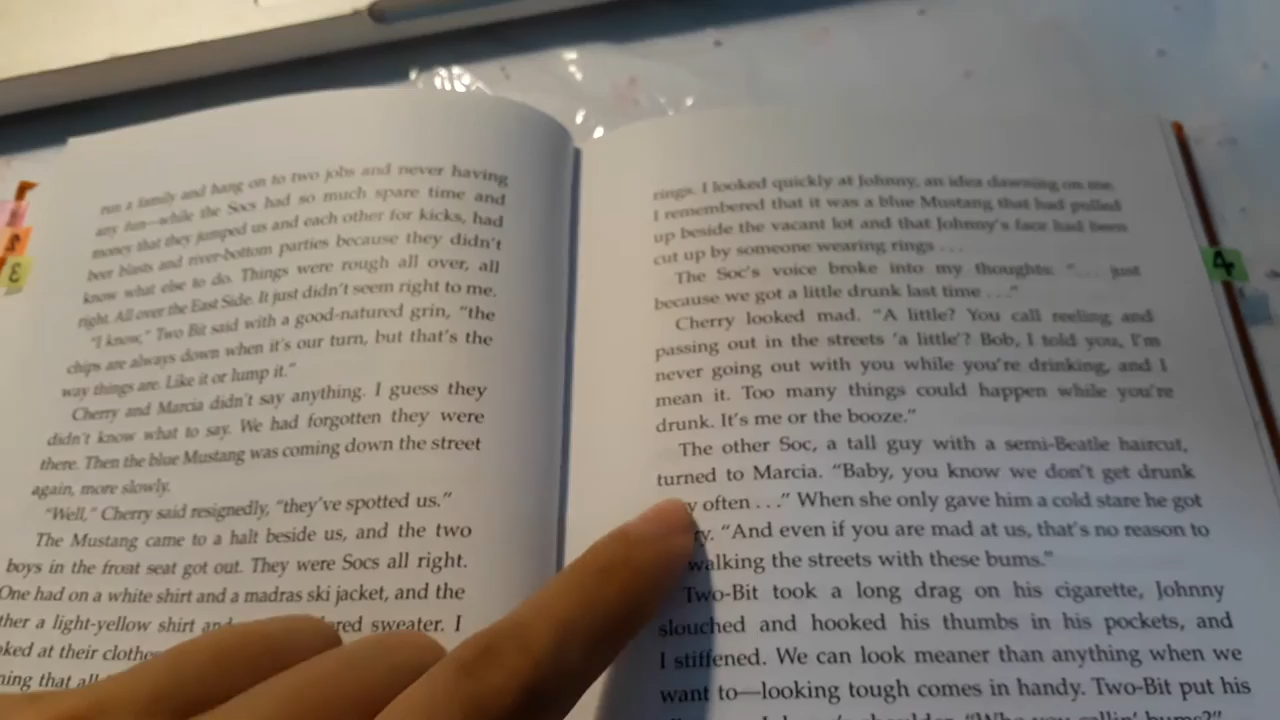 run a family and hang on to two jobs and never having
any fun—while the Socs had so much spare time and
money that they jumped us and each other for kicks, had
beer blasts and river-bottom parties because they didn't
know what else to do. Things were rough all over, all
right. All over the East Side. It just didn't seem right to me.
"I know," Two Bit said with a good-natured grin, "the
chips are always down when it's our turn, but that's the
way things are. Like it or lump it."
Cherry and Marcia didn't say anything. I guess they
didn't know what to say. We had forgotten they were
there. Then the blue Mustang was coming down the street
again, more slowly.
"Well," Cherry said resignedly, "they've spotted us."
The Mustang came to a halt beside us, and the two
boys in the front seat got out. They were Socs all right.
One had on a white shirt and a madras ski jacket, and the
ther a light-yellow shirt and red sweater. I
oked at their clothe
ing that all
2
3
rings. I looked quickly at Johnny, an idea dawning on me.
I remembered that it was a blue Mustang that had pulled
up beside the vacant lot and that Johnny's face had been
cut up by someone wearing rings . . .
The Soc's voice broke into my thoughts: ". . . just
because we got a little drunk last time . . ."
Cherry looked mad. "A little? You call reeling and
passing out in the streets 'a little'? Bob, I told you, I'm
never going out with you while you're drinking, and I
mean it. Too many things could happen while you're
drunk. It's me or the booze."
The other Soc, a tall guy with a semi-Beatle haircut,
turned to Marcia. "Baby, you know we don't get drunk
y often . . ." When she only gave him a cold stare he got
ry. "And even if you are mad at us, that's no reason to
walking the streets with these bums."
Two-Bit took a long drag on his cigarette, Johnny
slouched and hooked his thumbs in his pockets, and
I stiffened. We can look meaner than anything when we
want to—looking tough comes in handy. Two-Bit put his
shoulder. "Who you callin' bums?"
4